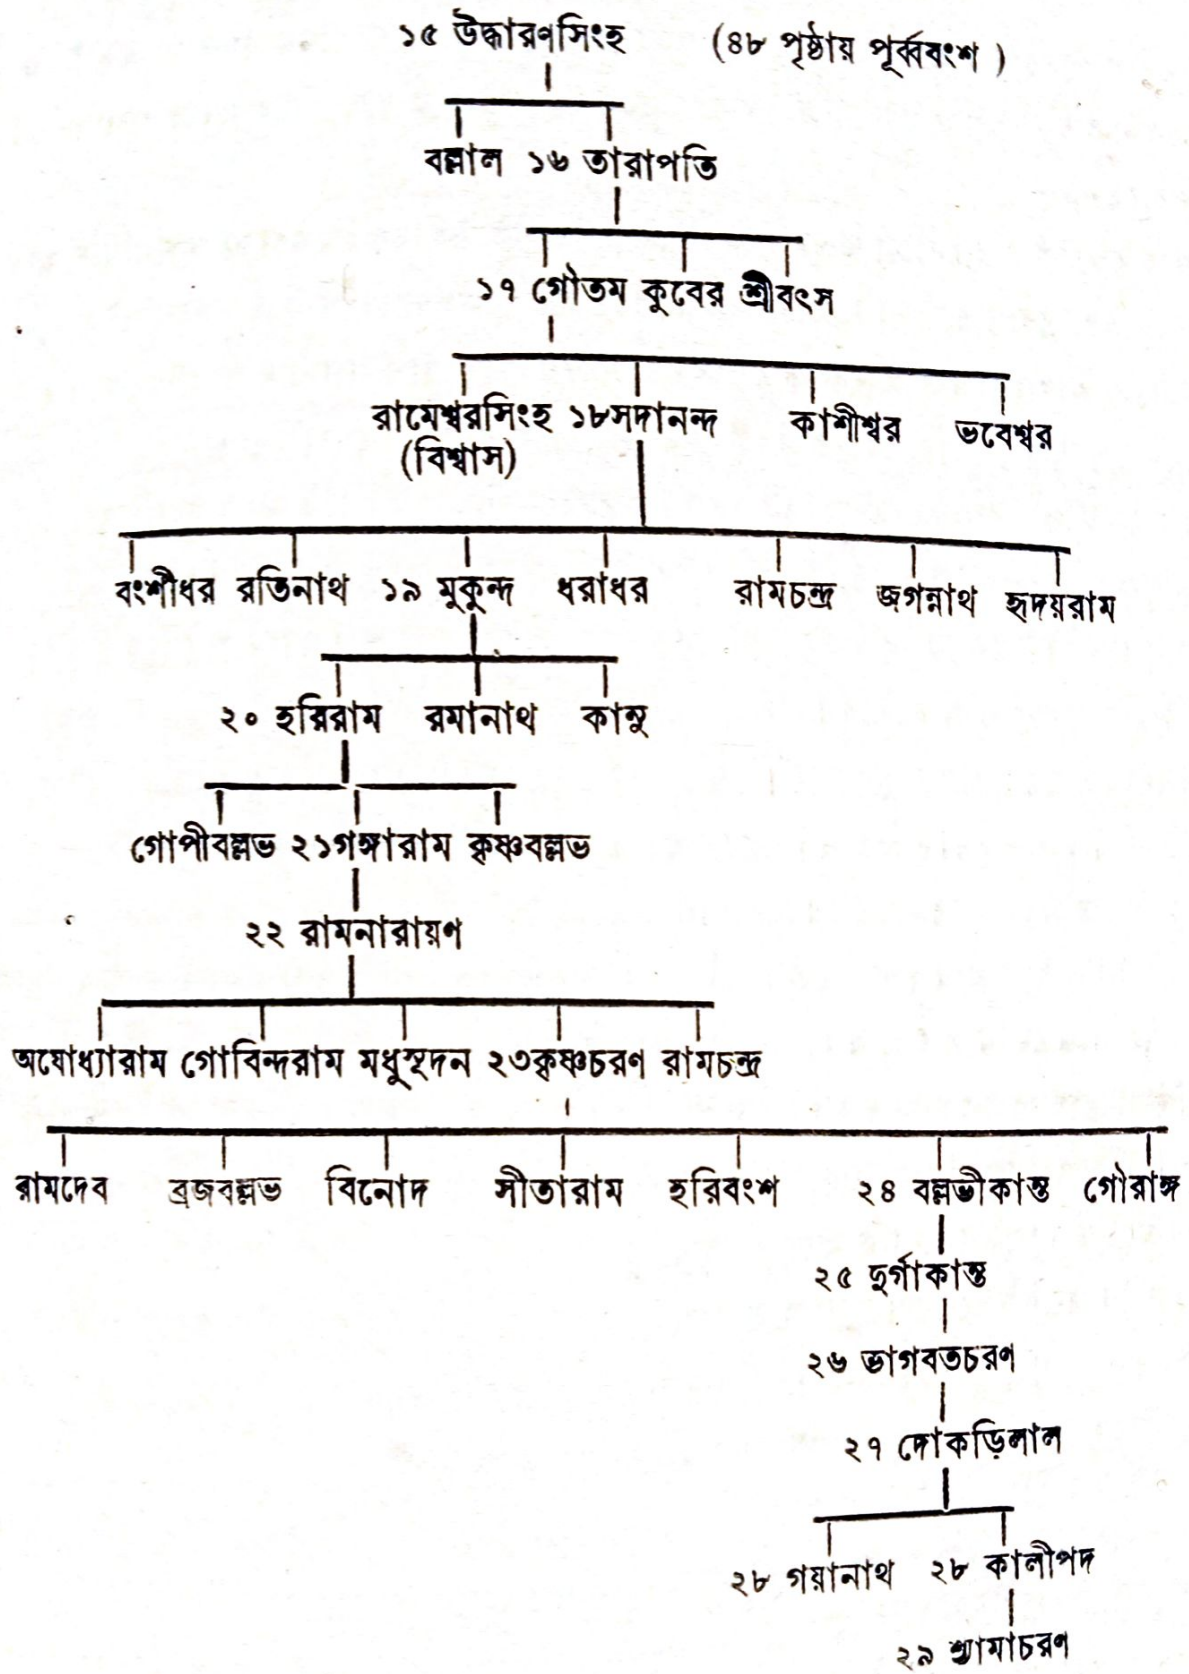 ১৫ উদ্ধারণসিংহ (৪৮ পৃষ্ঠায় পূর্ব্ববংশ )
বল্লাল ১৬ তারাপতি
১৭ গৌতম কুবের শ্রীবৎস
রামেশ্বরসিংহ ১৮সদানন্দ কাশীশ্বর ভবেশ্বর
(বিশ্বাস)
বংশীধর রতিনাথ ১৯ মুকুন্দ ধরাধর রামচন্দ্র জগন্নাথ হৃদয়রাম
২০ হরিরাম রমানাথ কানু
গোপীবল্লভ ২১গঙ্গারাম কৃষ্ণবল্লভ
২২ রামনারায়ণ
অযোধ্যারাম গোবিন্দরাম মধুসূদন ২৩কৃষ্ণচরণ রামচন্দ্র
রামদেব ব্রজবল্লভ বিনোদ সীতারাম হরিবংশ ২৪ বল্লভীকান্ত গৌরাঙ্গ
২৫ দুর্গাকান্ত
২৬ ভাগবতচরণ
২৭ দোকড়িলাল
২৮ গয়ানাথ ২৮ কালীপদ
২৯ শ্যামাচরণ